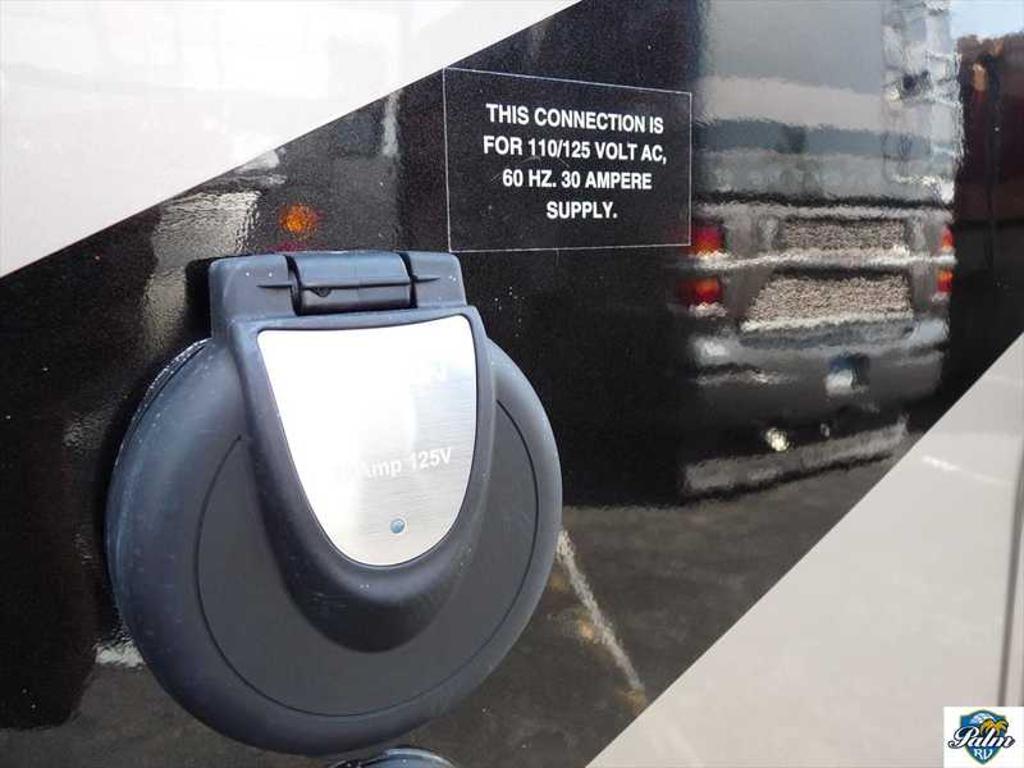 THIS CONNECTION IS
FOR 110/125 VOLT AC,
60 HZ. 30 AMPERE
SUPPLY.
Amp 125V
Palm
RV